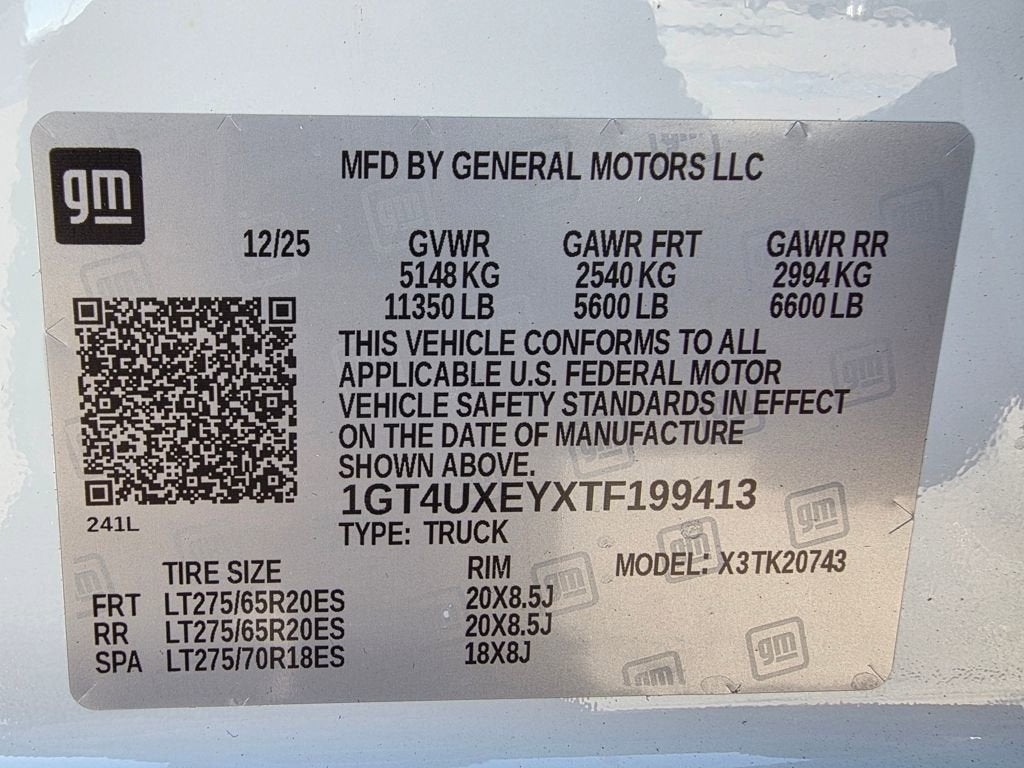 gm
MFD BY GENERAL MOTORS LLC
12/25 GVWR GAWR FRT GAWR RR
5148 KG 2540 KG 2994 KG
11350 LB 5600 LB 6600 LB
THIS VEHICLE CONFORMS TO ALL
APPLICABLE U.S. FEDERAL MOTOR
VEHICLE SAFETY STANDARDS IN EFFECT
ON THE DATE OF MANUFACTURE
SHOWN ABOVE.
1GT4UXEYXTF199413
241L
TYPE: TRUCK
TIRE SIZE RIM MODEL: X3TK20743
FRT LT275/65R20ES 20X8.5J
RR LT275/65R20ES 20X8.5J
SPA LT275/70R18ES 18X8J